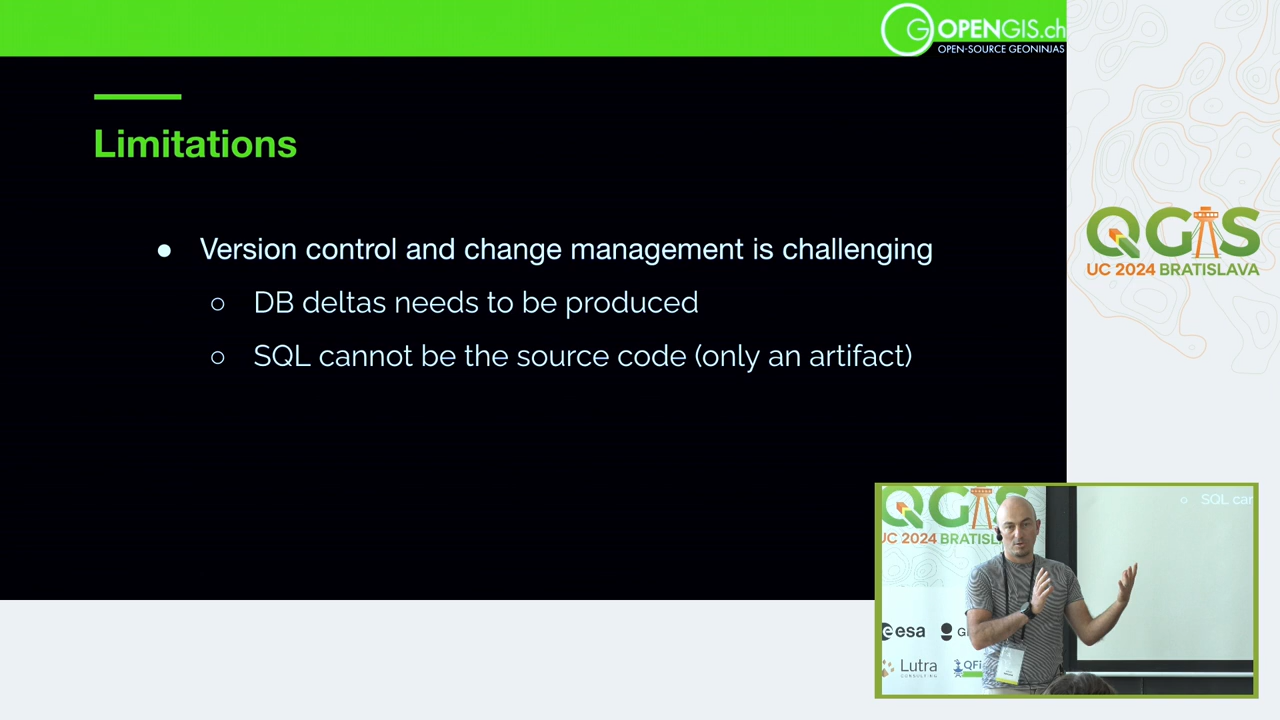 OPENGIS.ch
OPEN-SOURCE GEONINJAS
Limitations
Version control and change management is challenging
DB deltas needs to be produced
SQL cannot be the source code (only an artifact)
QGIS
UC 2024 BRATISLAVA
SQL can
QGIS
UC 2024 BRATISL
esa
G
Lutra
CONSULTING
QFi